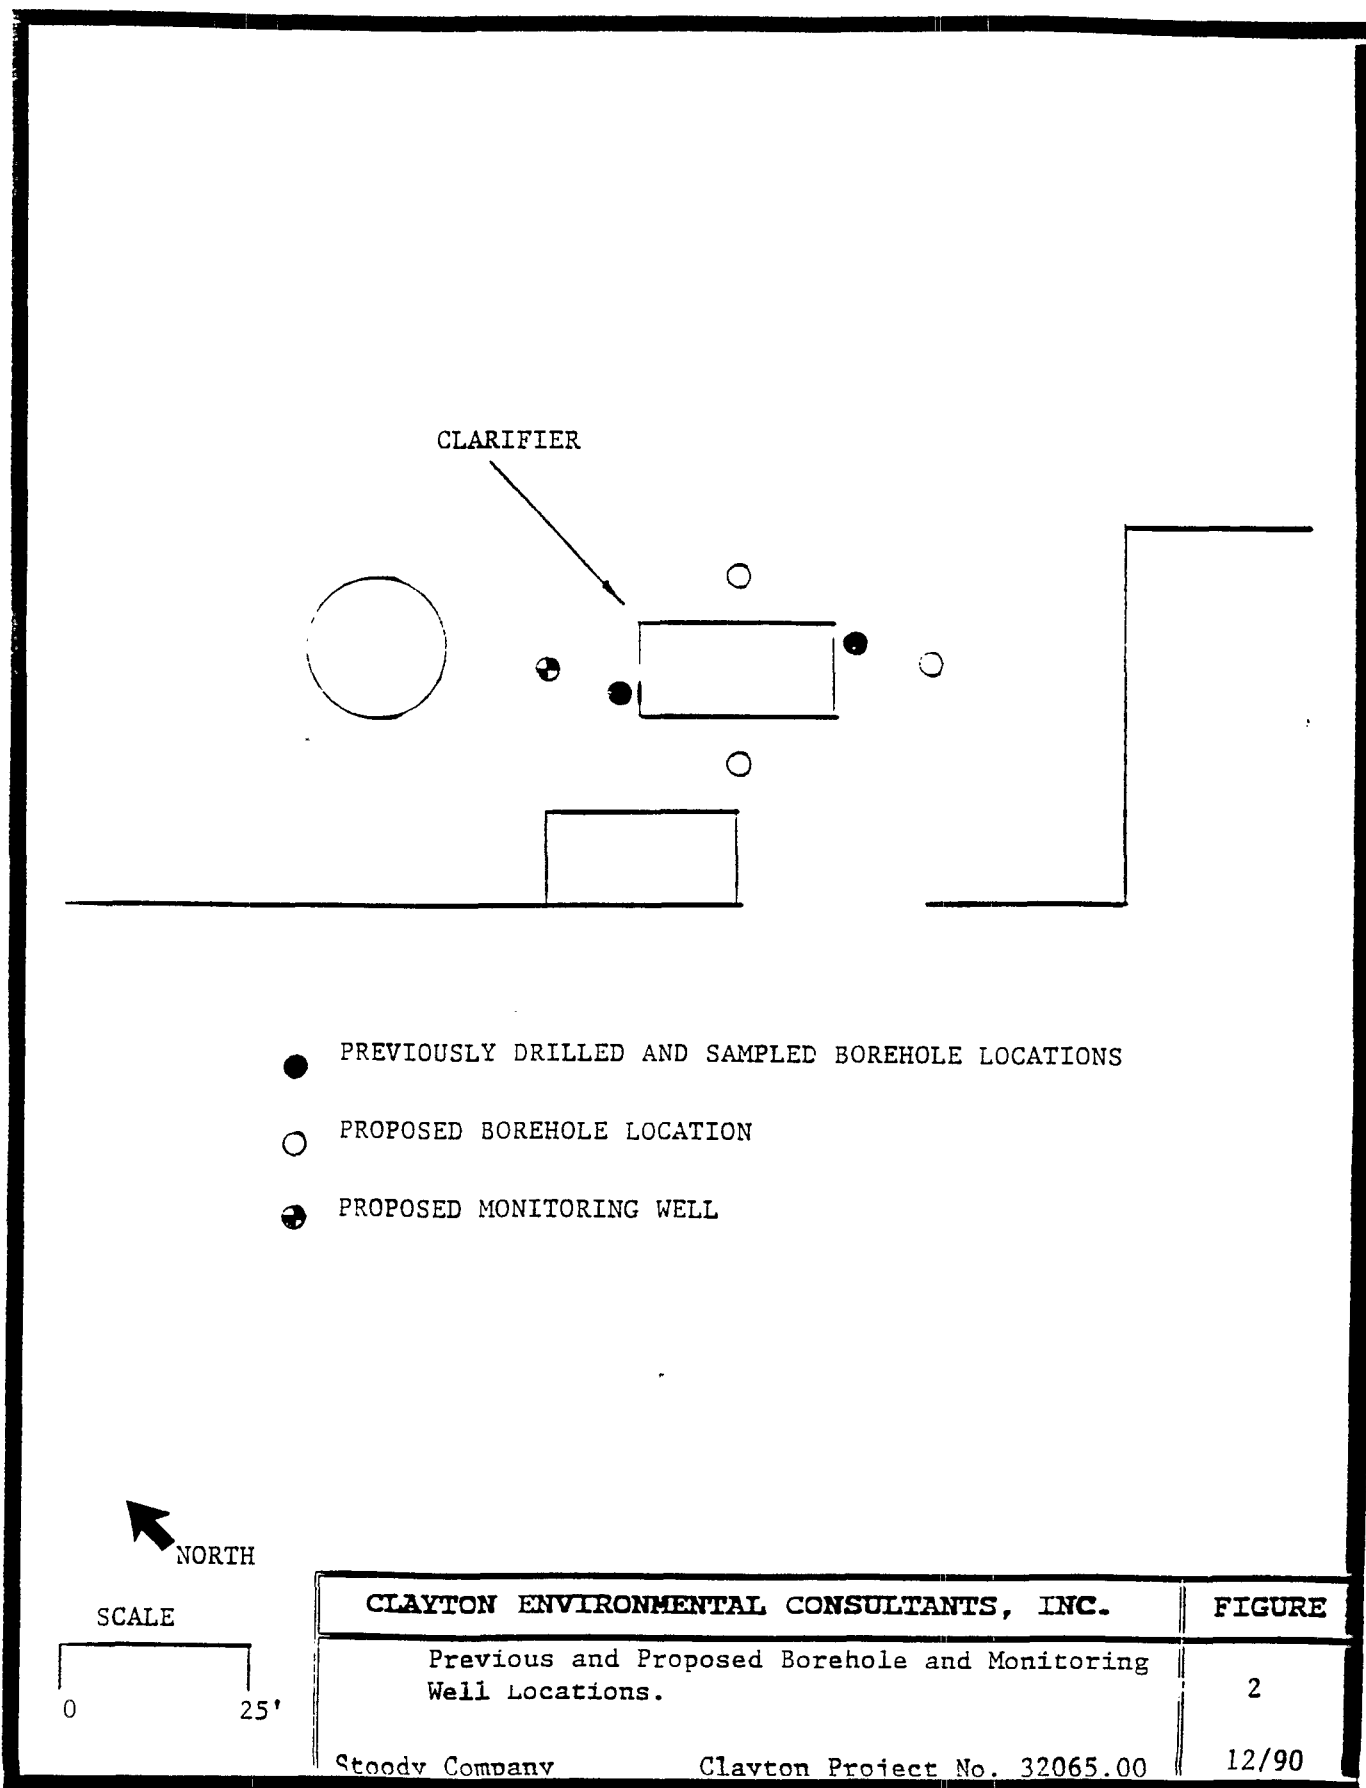 CLARIFIER
PREVIOUSLY DRILLED AND SAMPLED BOREHOLE LOCATIONS
PROPOSED BOREHOLE LOCATION
PROPOSED MONITORING WELL
NORTH
SCALE
0 25'
CLAYTON ENVIRONMENTAL CONSULTANTS, INC.
FIGURE
Previous and Proposed Borehole and Monitoring
Well Locations.
2
Stoody Company Clayton Project No. 32065.00
12/90